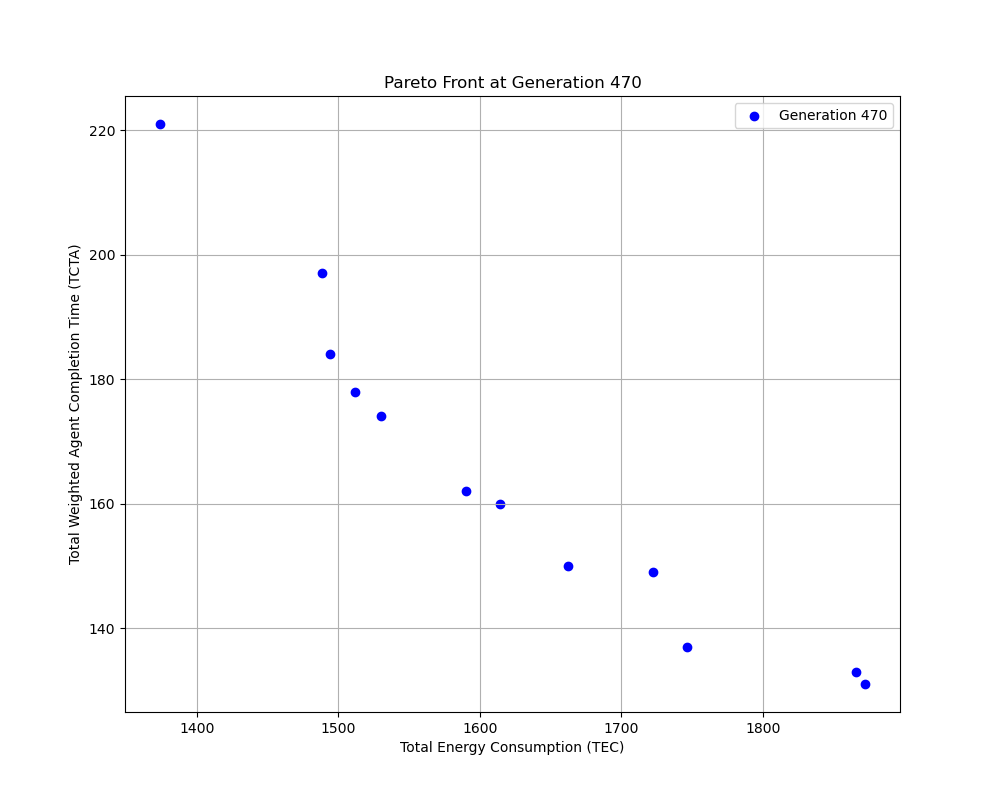 Pareto Front at Generation 470
Generation 470
Total Weighted Agent Completion Time (TCTA)
220
200
180
160
140
1400 1500 1600 1700 1800
Total Energy Consumption (TEC)